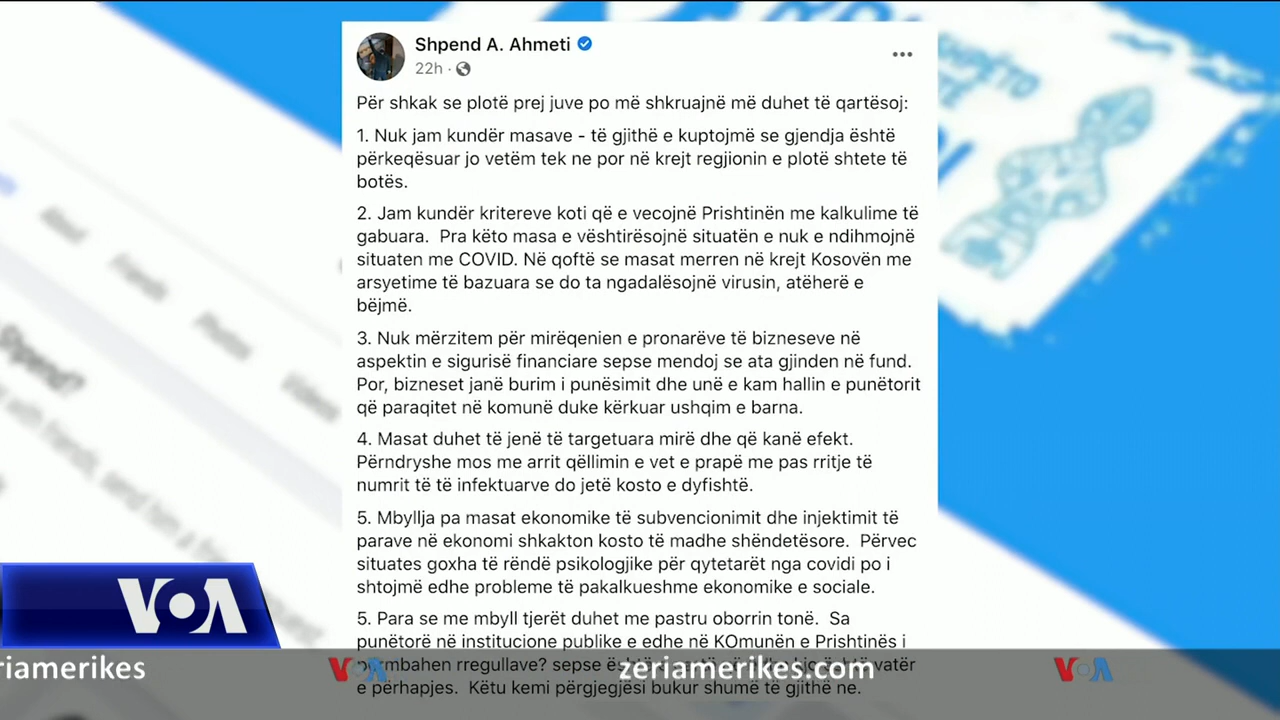 Shpend A. Ahmeti
22h ·
Për shkak se plotë prej juve po më shkruajnë më duhet të qartësoj:
1. Nuk jam kundër masave - të gjithë e kuptojmë se gjendja është
përkeqësuar jo vetëm tek ne por në krejt regjionin e plotë shtete të
botës.
2. Jam kundër kritereve koti që e vecojnë Prishtinën me kalkulime të
gabuara. Pra këto masa e vështirësojnë situatën e nuk e ndihmojnë
situaten me COVID. Në qoftë se masat merren në krejt Kosovën me
arsyetime të bazuara se do ta ngadalësojnë virusin, atëherë e
bëjmë.
3. Nuk mërzitem për mirëqenien e pronarëve të bizneseve në
aspektin e sigurisë financiare sepse mendoj se ata gjinden në fund.
Por, bizneset janë burim i punësimit dhe unë e kam hallin e punëtorit
që paraqitet në komunë duke kërkuar ushqim e barna.
4. Masat duhet të jenë të targetuara mirë dhe që kanë efekt.
Përndryshe mos me arrit qëllimin e vet e prapë me pas rritje të
numrit të të infektuarve do jetë kosto e dyfishtë.
5. Mbyllja pa masat ekonomike të subvencionimit dhe injektimit të
parave në ekonomi shkakton kosto të madhe shëndetësore. Përvec
situates goxha të rëndë psikologjike për qytetarët nga covidi po i
shtojmë edhe probleme të pakalkueshme ekonomike e sociale.
5. Para se me mbyll tjerët duhet me pastru oborrin tonë. Sa
punëtorë në institucione publike e edhe në KOmunën e Prishtinës i
përmbahen rregullave? sepse
e përhapjes. Këtu kemi përgjegjësi bukur shumë të gjithë ne.
About
Friends
Photos
Videos
Shpend?
VOA
riamerikes VOA zeriamerikes.com VOA